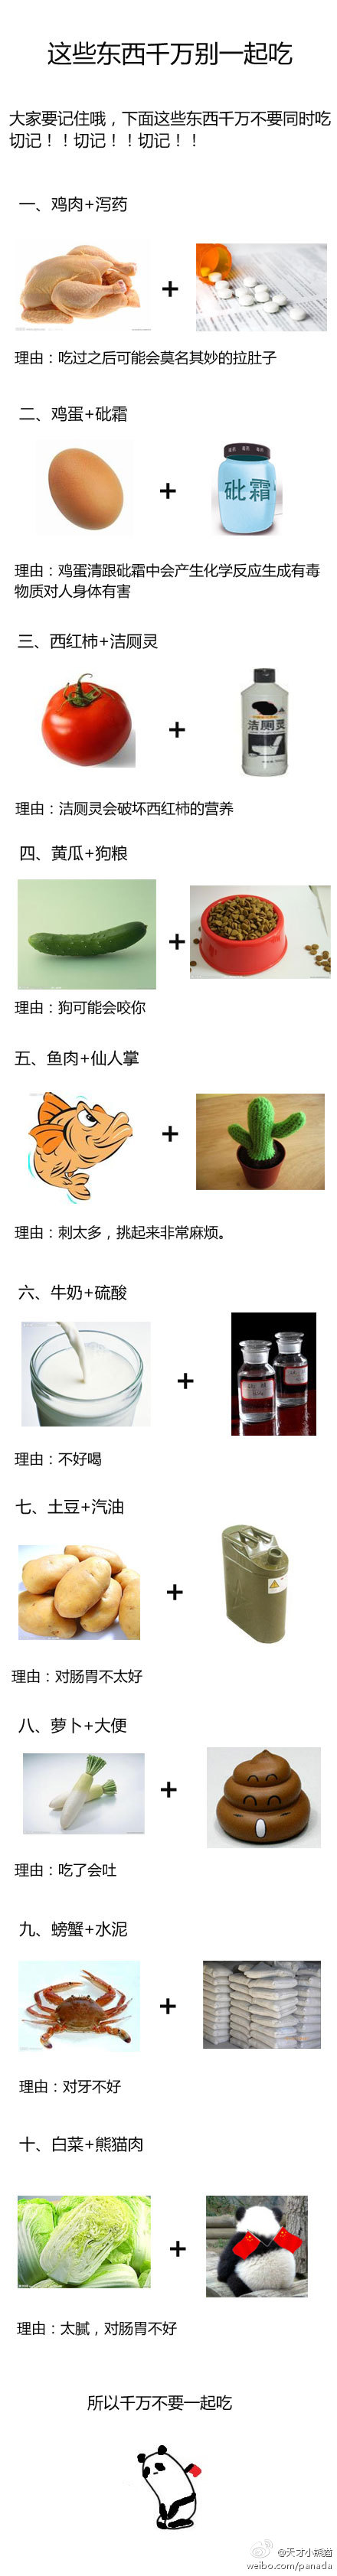 这些东西千万别一起吃
大家要记住哦，下面这些东西千万不要同时吃
切记！！切记！！切记！！
一、鸡肉+泻药
+
理由：吃过之后可能会莫名其妙的拉肚子
二、鸡蛋+砒霜
+
砒霜
理由：鸡蛋清跟砒霜中会产生化学反应生成有毒
物质对人身体有害
三、西红柿+洁厕灵
+
洁厕灵
理由：洁厕灵会破坏西红柿的营养
四、黄瓜+狗粮
+
理由：狗可能会咬你
五、鱼肉+仙人掌
+
理由：刺太多，挑起来非常麻烦。
六、牛奶+硫酸
+
理由：不好喝
七、土豆+汽油
+
理由：对肠胃不太好
八、萝卜+大便
+
理由：吃了会吐
九、螃蟹+水泥
+
理由：对牙不好
十、白菜+熊猫肉
+
理由：太腻，对肠胃不好
所以千万不要一起吃
@天才小熊猫
weibo.com/panada